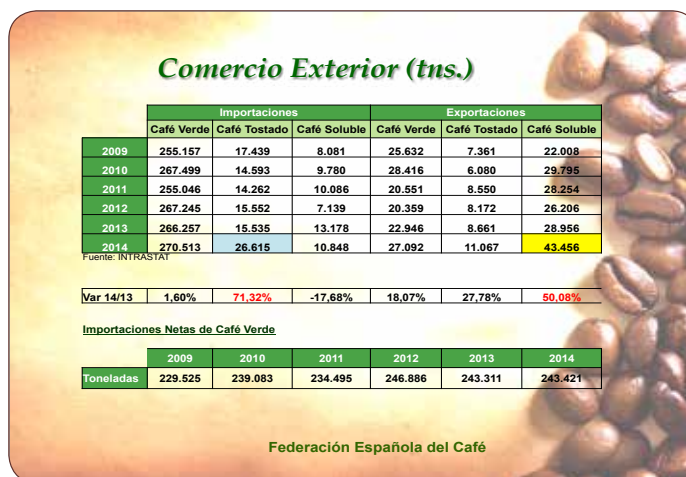 Comercio Exterior (tns.)
Importaciones Exportaciones
Café Verde Café Tostado Café Soluble Café Verde Café Tostado Café Soluble
2009 255.157 17.439 8.081 25.632 7.361 22.008
2010 267.499 14.593 9.780 28.416 6.080 29.795
2011 255.046 14.262 10.086 20.551 8.550 28.254
2012 267.245 15.552 7.139 20.359 8.172 26.206
2013 266.257 15.535 13.178 22.946 8.661 28.956
2014 270.513 26.615 10.848 27.092 11.067 43.456
Fuente: INTRASTAT
Var 14/13 1,60% 71,32% -17,68% 18,07% 27,78% 50,08%
Importaciones Netas de Café Verde
2009 2010 2011 2012 2013 2014
Toneladas 229.525 239.083 234.495 246.886 243.311 243.421
Federación Española del Café